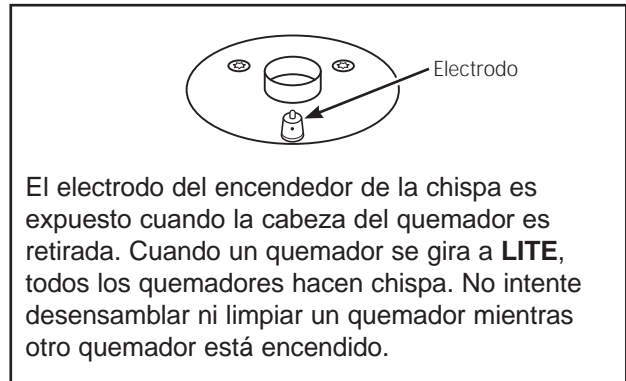 Electrodo
El electrodo del encendedor de la chispa es
expuesto cuando la cabeza del quemador es
retirada. Cuando un quemador se gira a LITE,
todos los quemadores hacen chispa. No intente
desensamblar ni limpiar un quemador mientras
otro quemador está encendido.